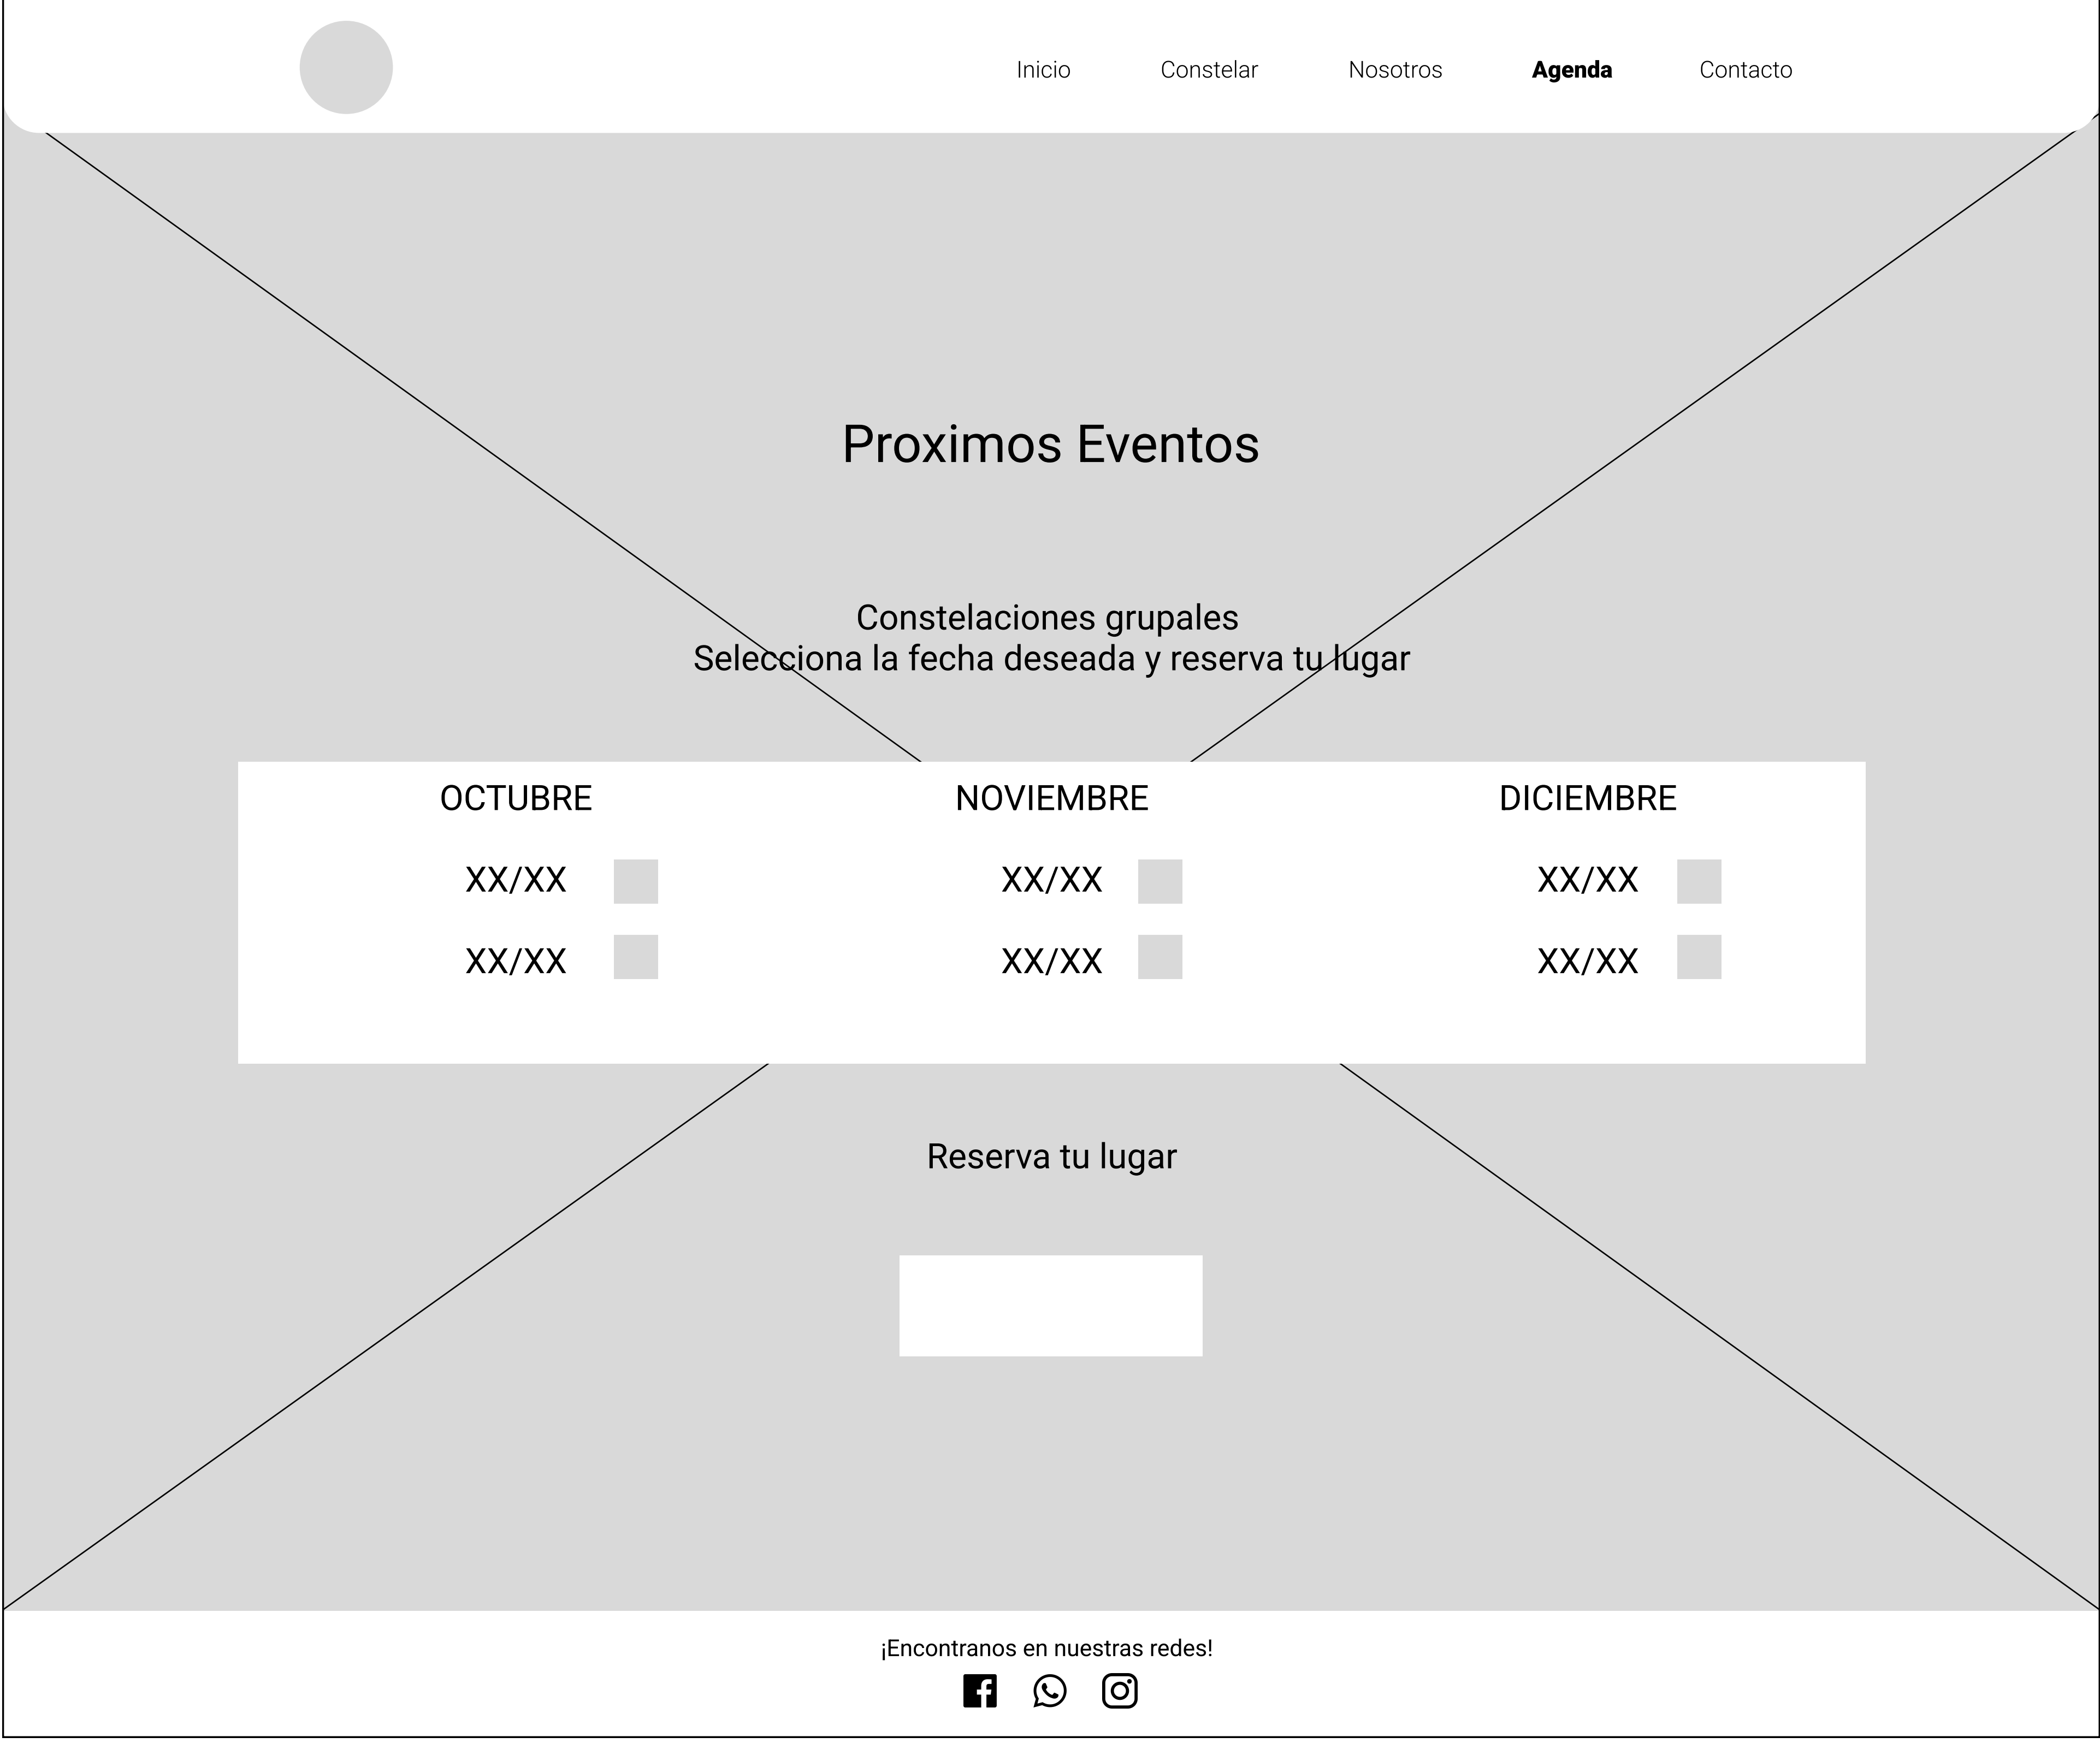 Inicio Constelar Nosotros Agenda Contacto
Proximos Eventos
Constelaciones grupales
Selecciona la fecha deseada y reserva tu lugar
OCTUBRE NOVIEMBRE DICIEMBRE
XX/XX XX/XX XX/XX
XX/XX XX/XX XX/XX
Reserva tu lugar
¡Encontranos en nuestras redes!